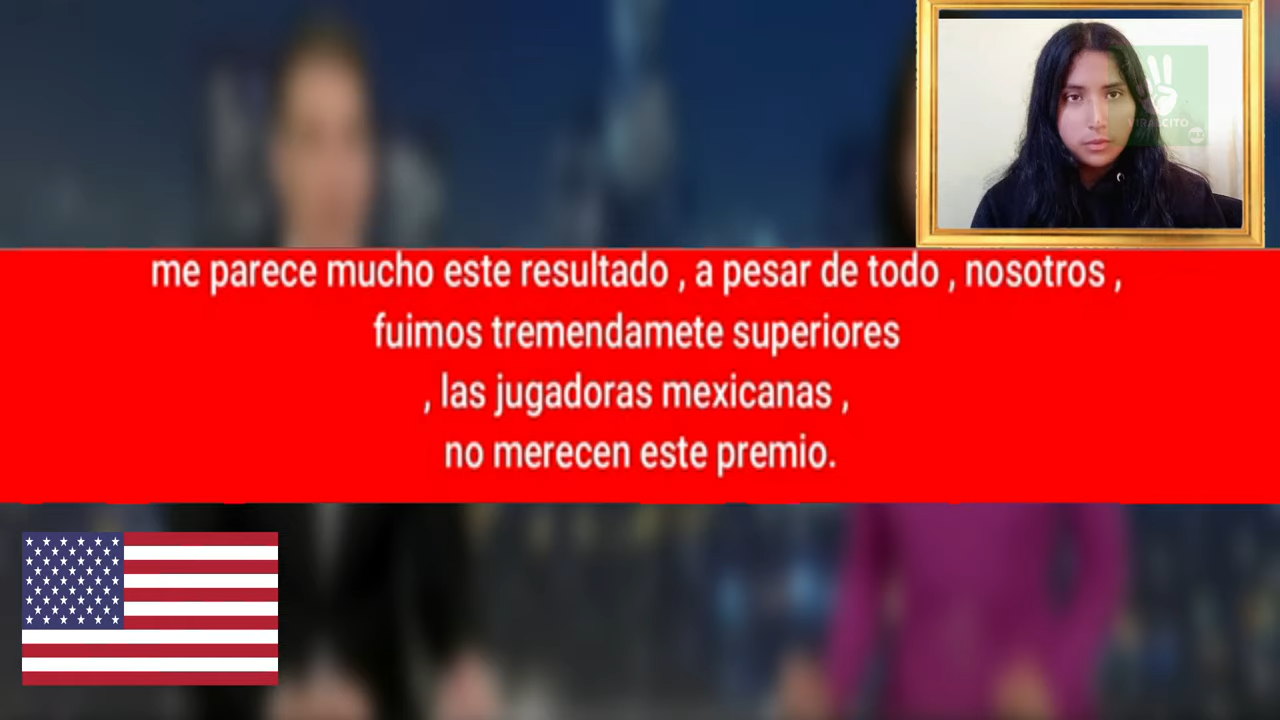 me parece mucho este resultado , a pesar de todo , nosotros ,
fuimos tremendamete superiores
, las jugadoras mexicanas ,
no merecen este premio.